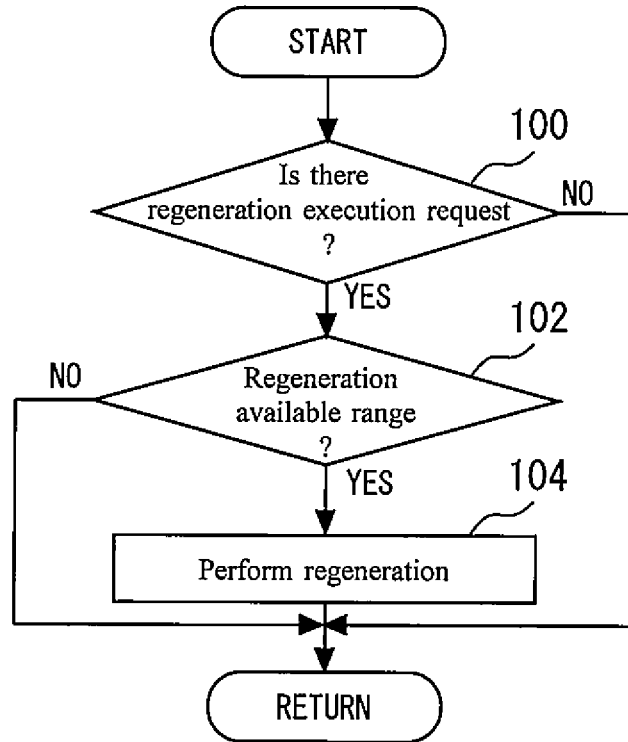 START
100
Is there
regeneration execution request
?
NO
YES
102
NO
Regeneration
available range
?
YES
104
Perform regeneration
RETURN